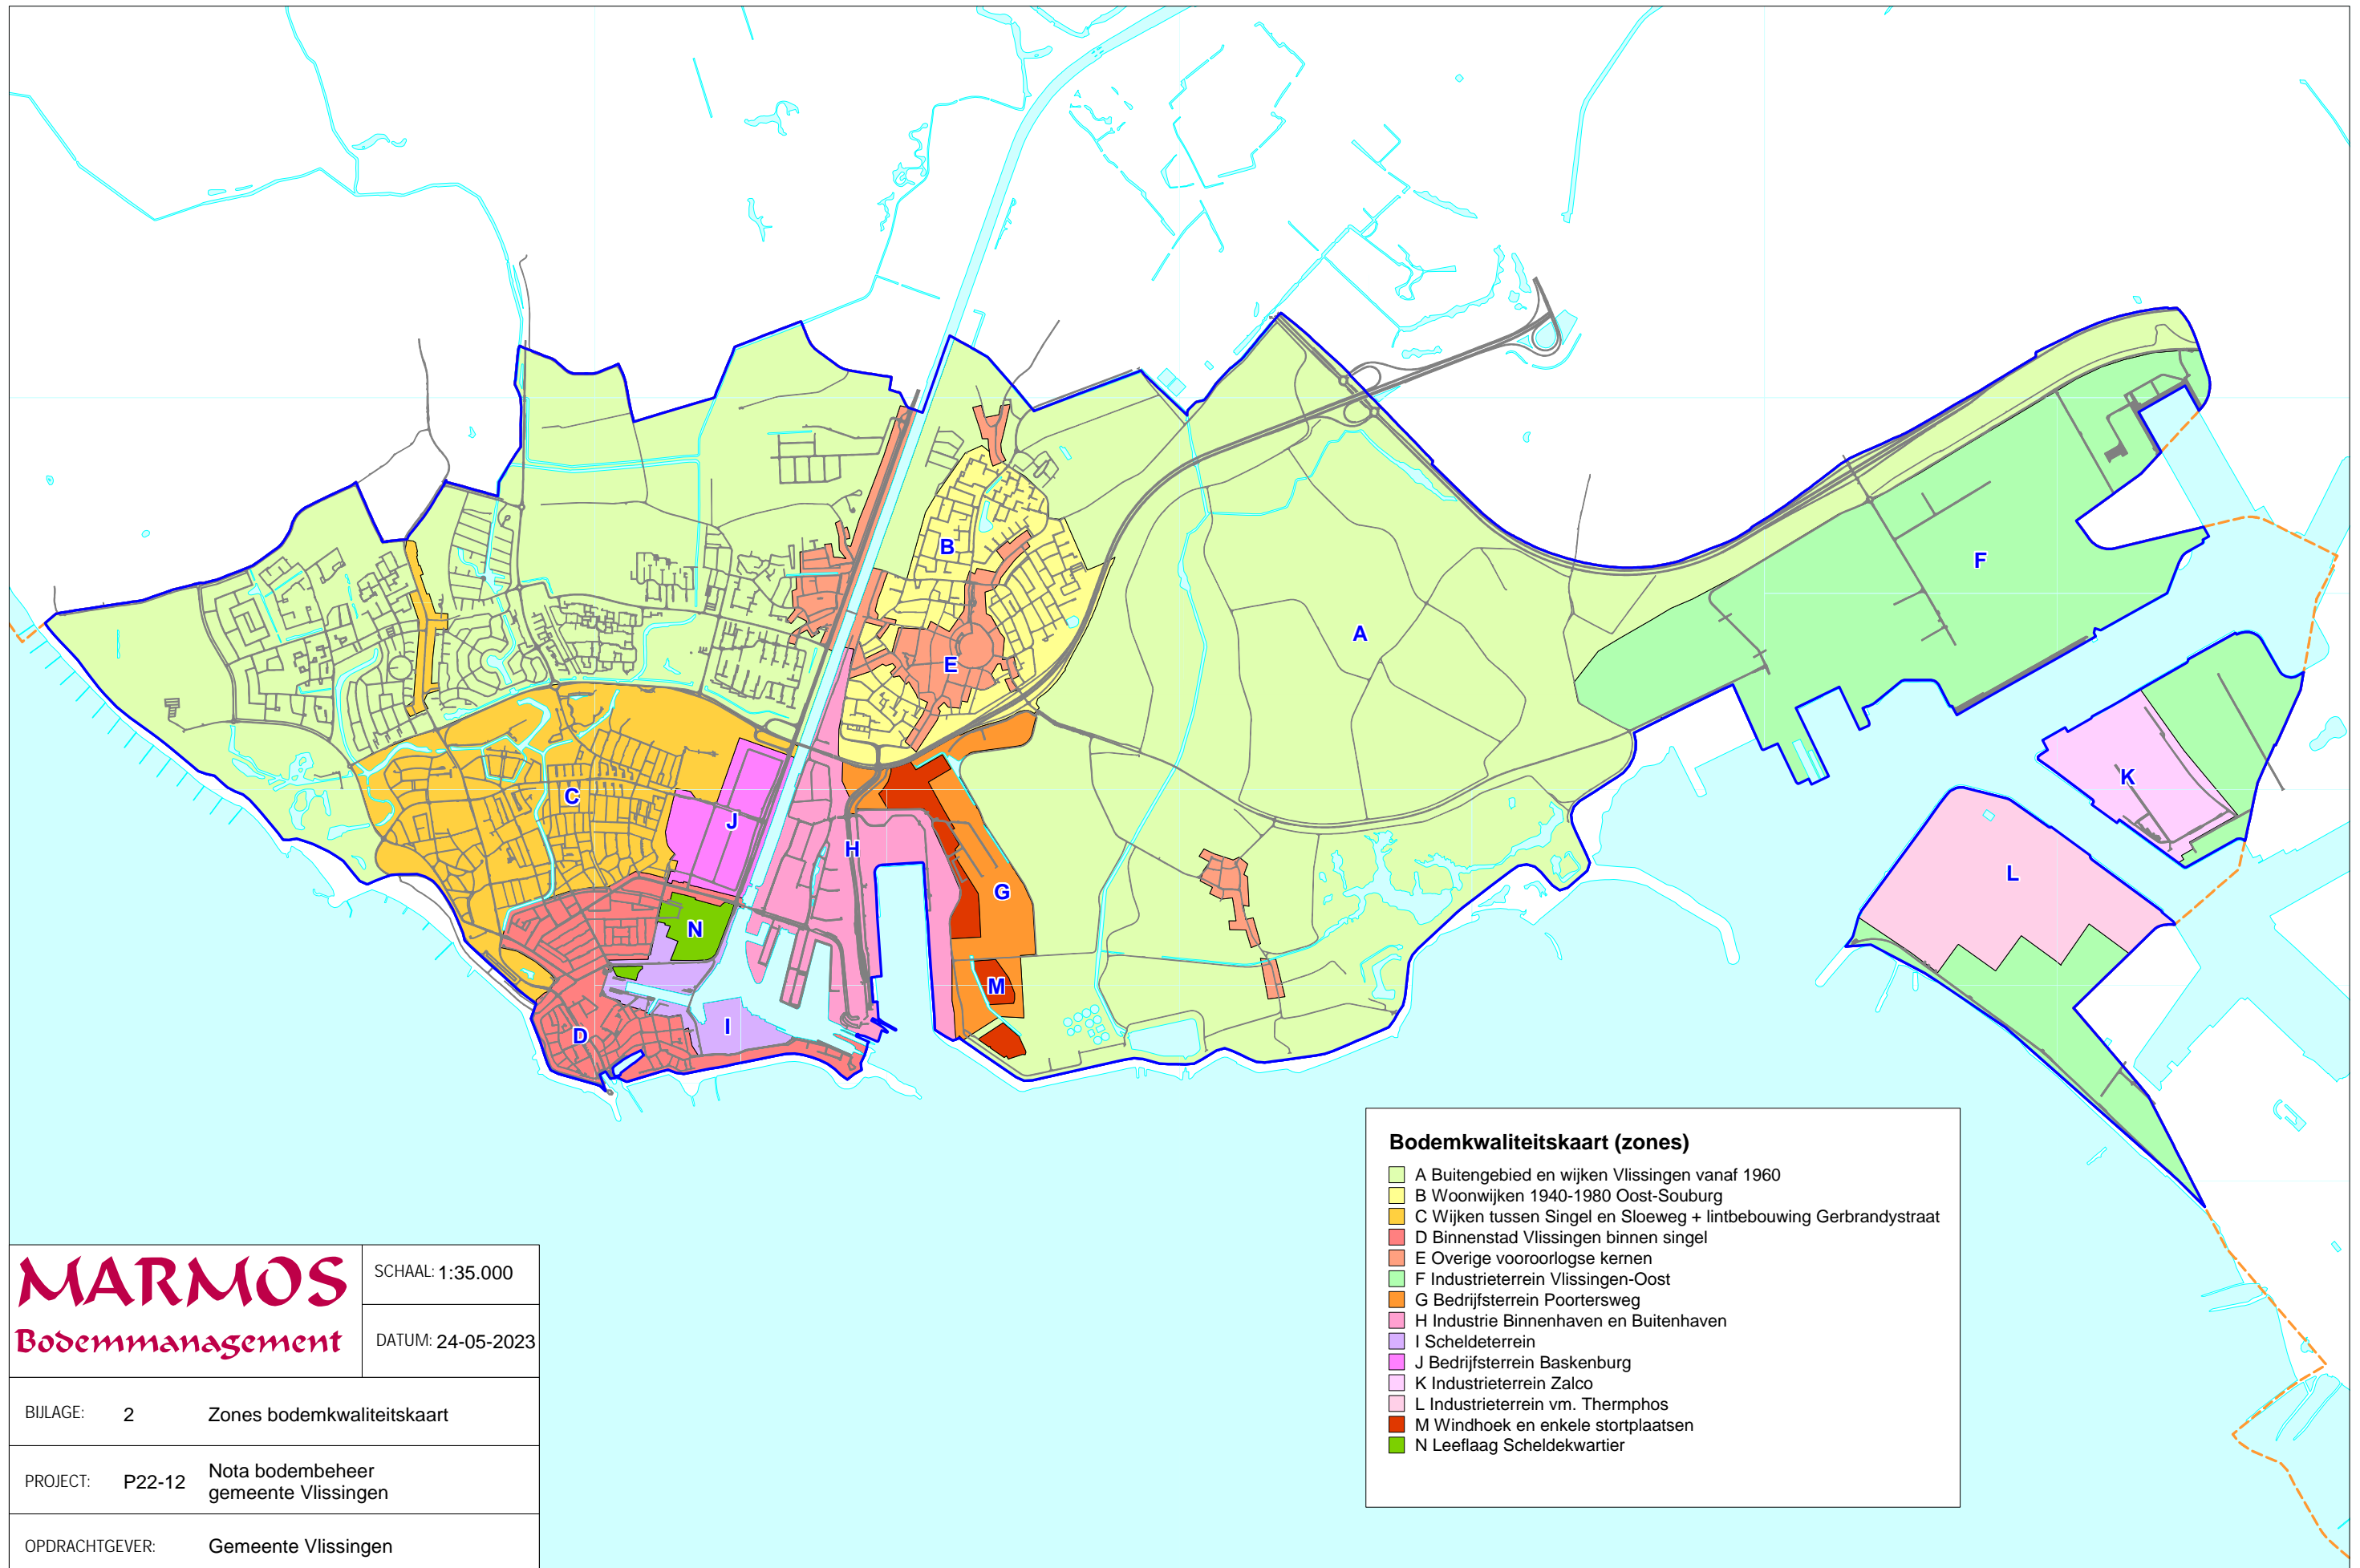 B
F
A
E
K
C
J
H
L
G
N
M
I
D
Bodemkwaliteitskaart (zones)
A Buitengebied en wijken Vlissingen vanaf 1960
B Woonwijken 1940-1980 Oost-Souburg
C Wijken tussen Singel en Sloeweg + lintbebouwing Gerbrandystraat
D Binnenstad Vlissingen binnen singel
E Overige vooroorlogse kernen
F Industrieterrein Vlissingen-Oost
G Bedrijfsterrein Poortersweg
H Industrie Binnenhaven en Buitenhaven
I Scheldeterrein
J Bedrijfsterrein Baskenburg
K Industrieterrein Zalco
L Industrieterrein vm. Thermphos
M Windhoek en enkele stortplaatsen
N Leeflaag Scheldekwartier
MARMOS
Bodemmanagement
SCHAAL: 1:35.000
DATUM: 24-05-2023
BIJLAGE: 2 Zones bodemkwaliteitskaart
PROJECT: P22-12 Nota bodembeheer
gemeente Vlissingen
OPDRACHTGEVER: Gemeente Vlissingen